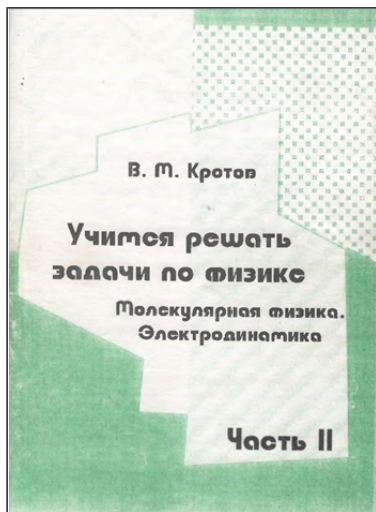 В. М. Кротов
Учимся решать
задачи по физике
Молекулярная физика.
Электродинамика
Часть II